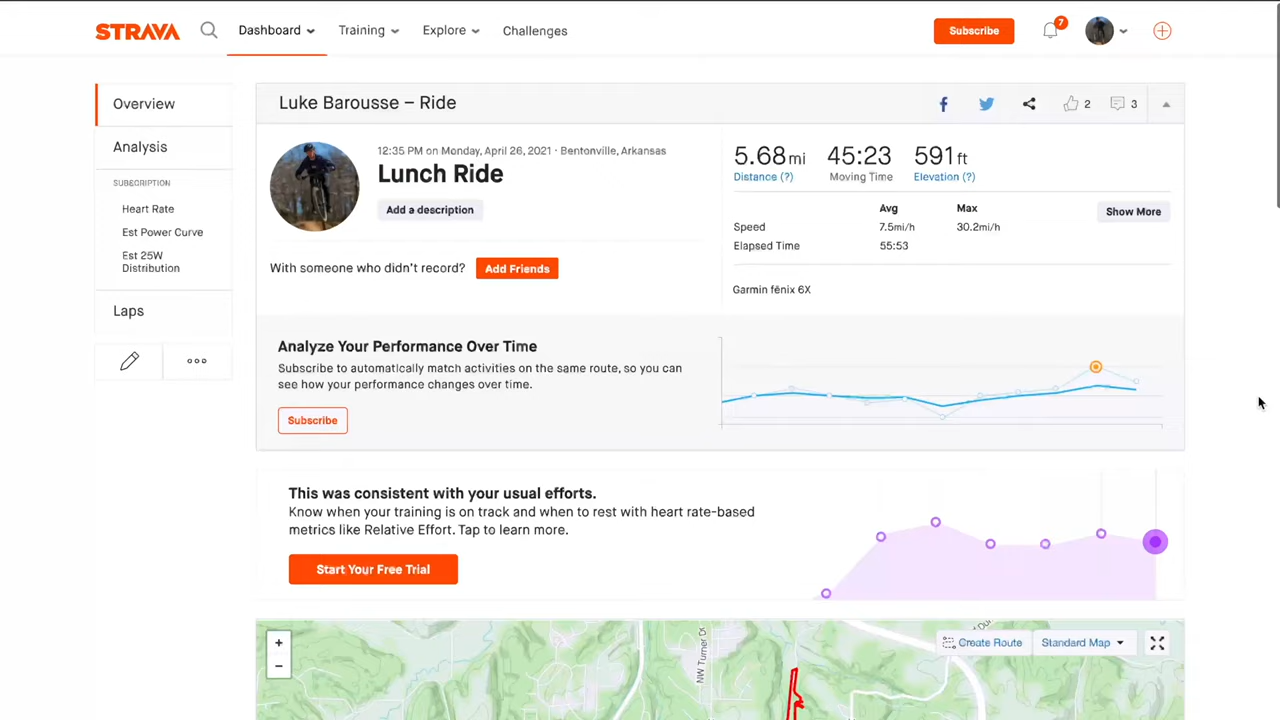 STRAVA
Dashboard
Training
Explore
Challenges
Subscribe
7
Overview
Analysis
SUBSCRIPTION
Heart Rate
Est Power Curve
Est 25W
Distribution
Laps
Luke Barousse – Ride
2
3
12:35 PM on Monday, April 26, 2021 · Bentonville, Arkansas
Lunch Ride
Add a description
With someone who didn't record?
Add Friends
5.68mi
45:23
591ft
Distance (?)
Moving Time
Elevation (?)
Avg
Max
Show More
Speed
7.5mi/h
30.2mi/h
Elapsed Time
55:53
Garmin fēnix 6X
Analyze Your Performance Over Time
Subscribe to automatically match activities on the same route, so you can
see how your performance changes over time.
Subscribe
This was consistent with your usual efforts.
Know when your training is on track and when to rest with heart rate-based
metrics like Relative Effort. Tap to learn more.
Start Your Free Trial
+
−
NW Turner Dr
Create Route
Standard Map